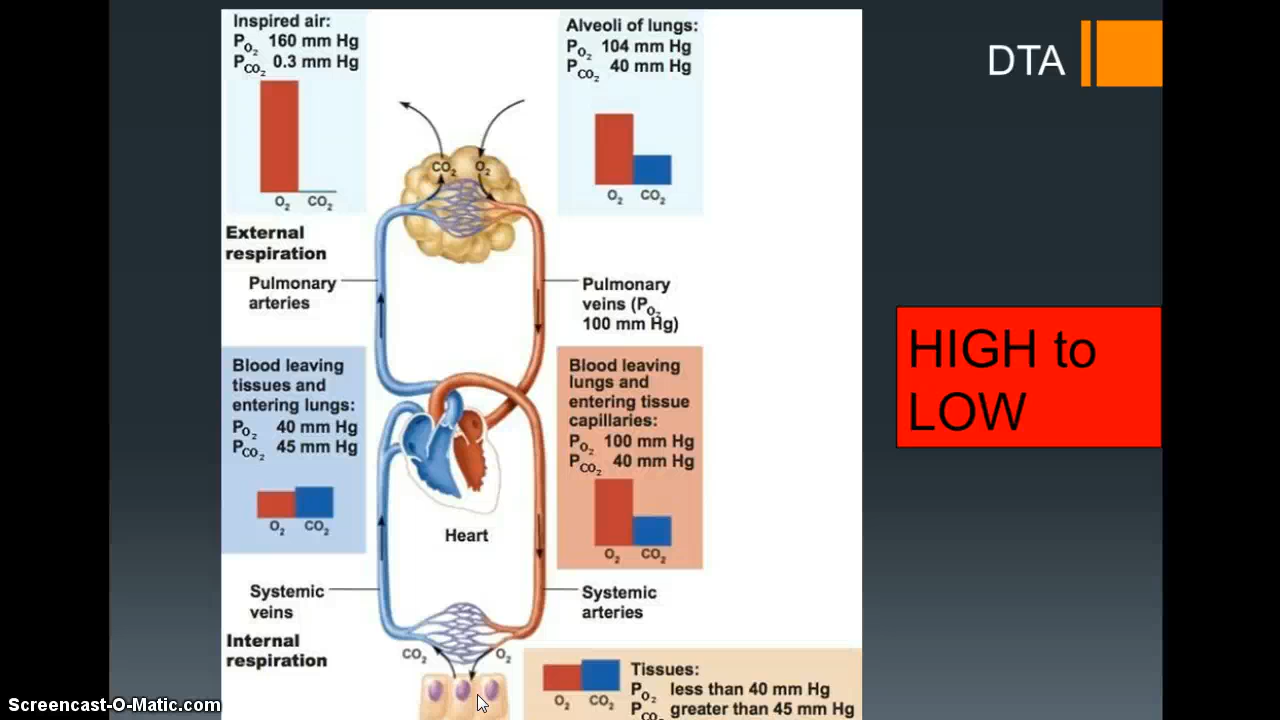 Inspired air:
PO₂ 160 mm Hg
PCO₂ 0.3 mm Hg
O₂ CO₂
Alveoli of lungs:
PO₂ 104 mm Hg
PCO₂ 40 mm Hg
O₂ CO₂
DTA
CO₂ O₂
External
respiration
Pulmonary
arteries
Pulmonary
veins (PO₂
100 mm Hg)
HIGH to
LOW
Blood leaving
tissues and
entering lungs:
PO₂ 40 mm Hg
PCO₂ 45 mm Hg
O₂ CO₂
Blood leaving
lungs and
entering tissue
capillaries:
PO₂ 100 mm Hg
PCO₂ 40 mm Hg
O₂ CO₂
Heart
Systemic
veins
Systemic
arteries
Internal
respiration
CO₂ O₂
O₂ CO₂
Tissues:
PO₂ less than 40 mm Hg
PCO₂ greater than 45 mm Hg
Screencast-O-Matic.com